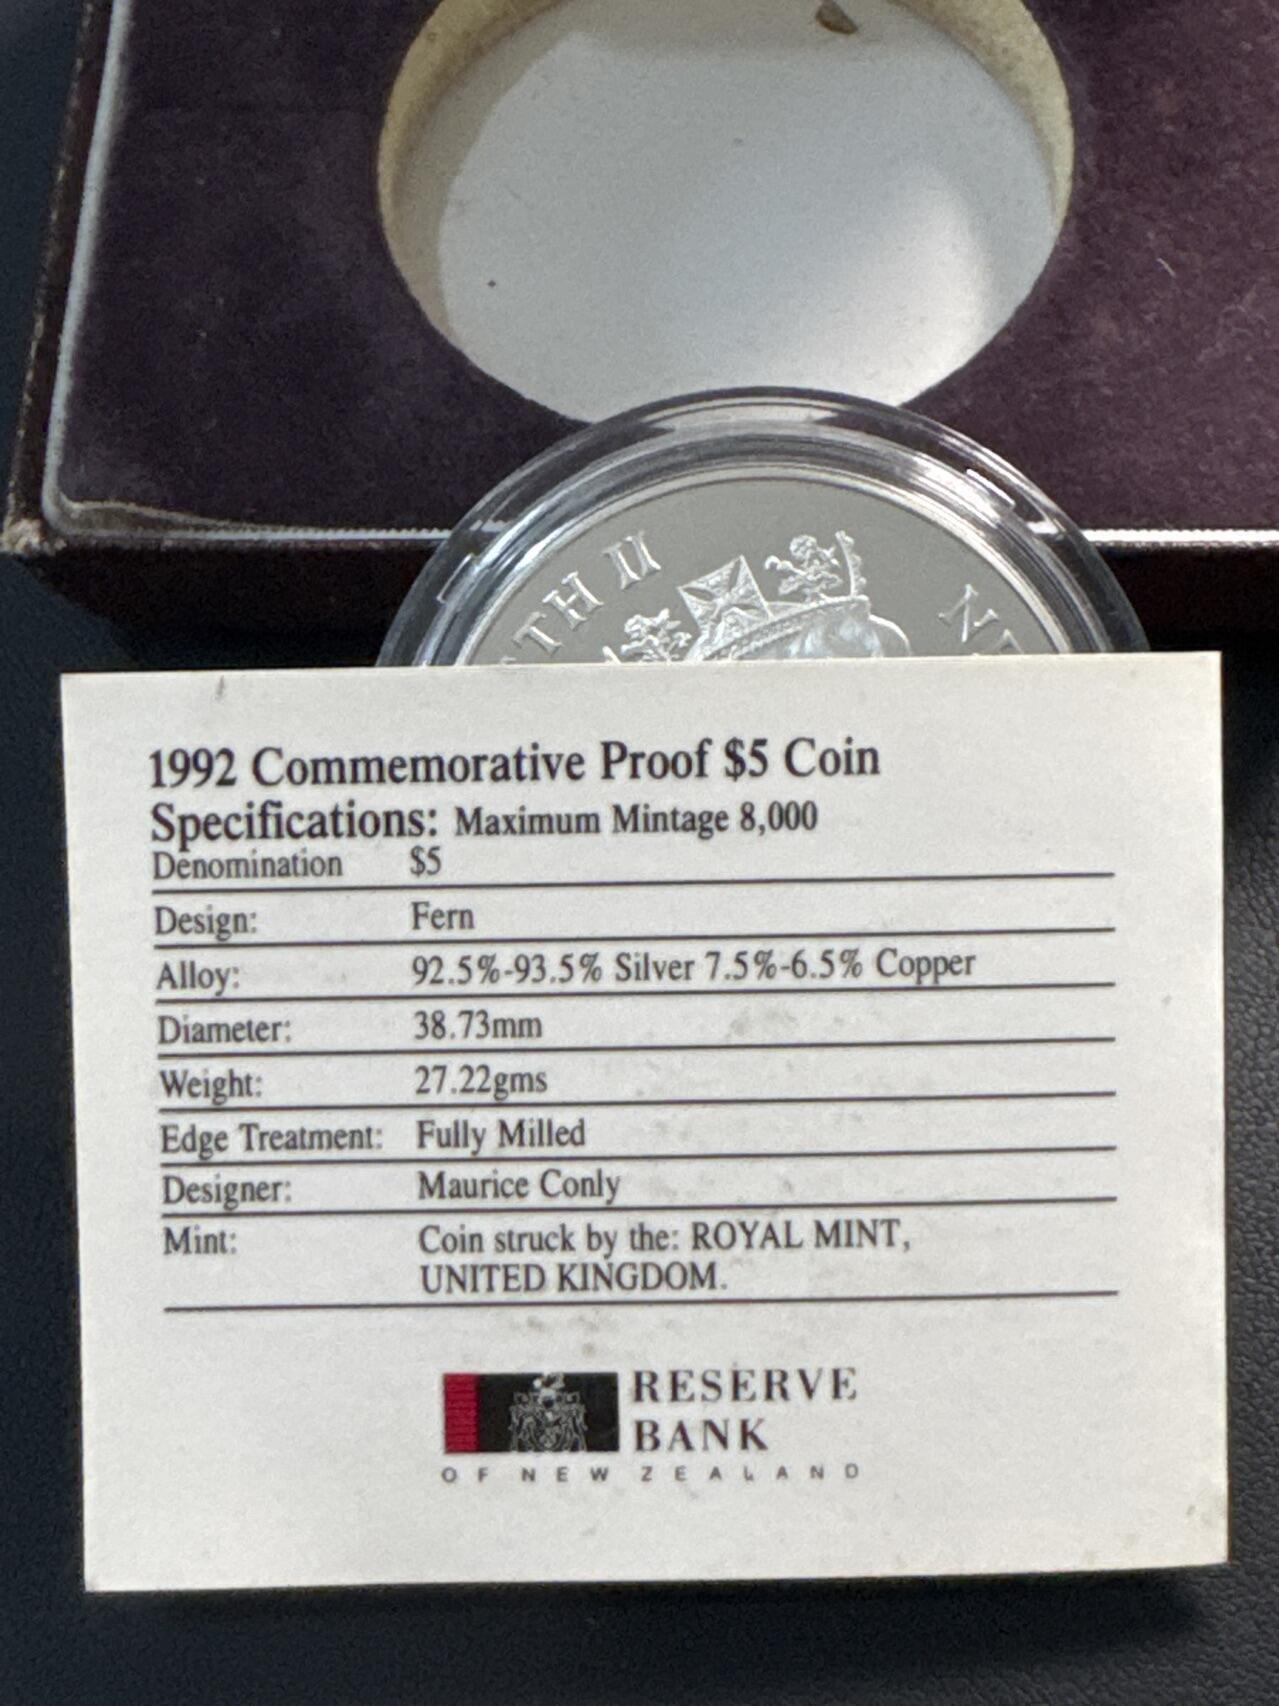 TH II
NE
1992 Commemorative Proof $5 Coin
Specifications: Maximum Mintage 8,000
Denomination $5
Design: Fern
Alloy: 92.5%-93.5% Silver 7.5%-6.5% Copper
Diameter: 38.73mm
Weight: 27.22gms
Edge Treatment: Fully Milled
Designer: Maurice Conly
Mint: Coin struck by the: ROYAL MINT,
UNITED KINGDOM.
RESERVE
BANK
OF NEW ZEALAND